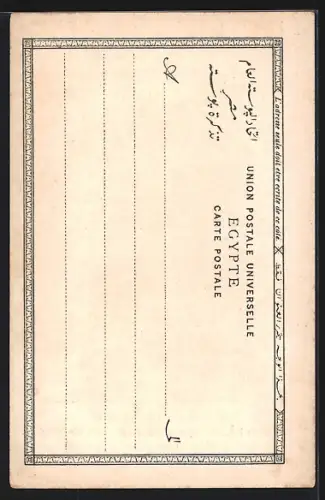 L'adresse seule doit être écrite de ce côté.
UNION POSTALE UNIVERSELLE
EGYPTE
CARTE POSTALE
اتحاد البوستة العام
مصر
تذكرة بوستة
A
الى